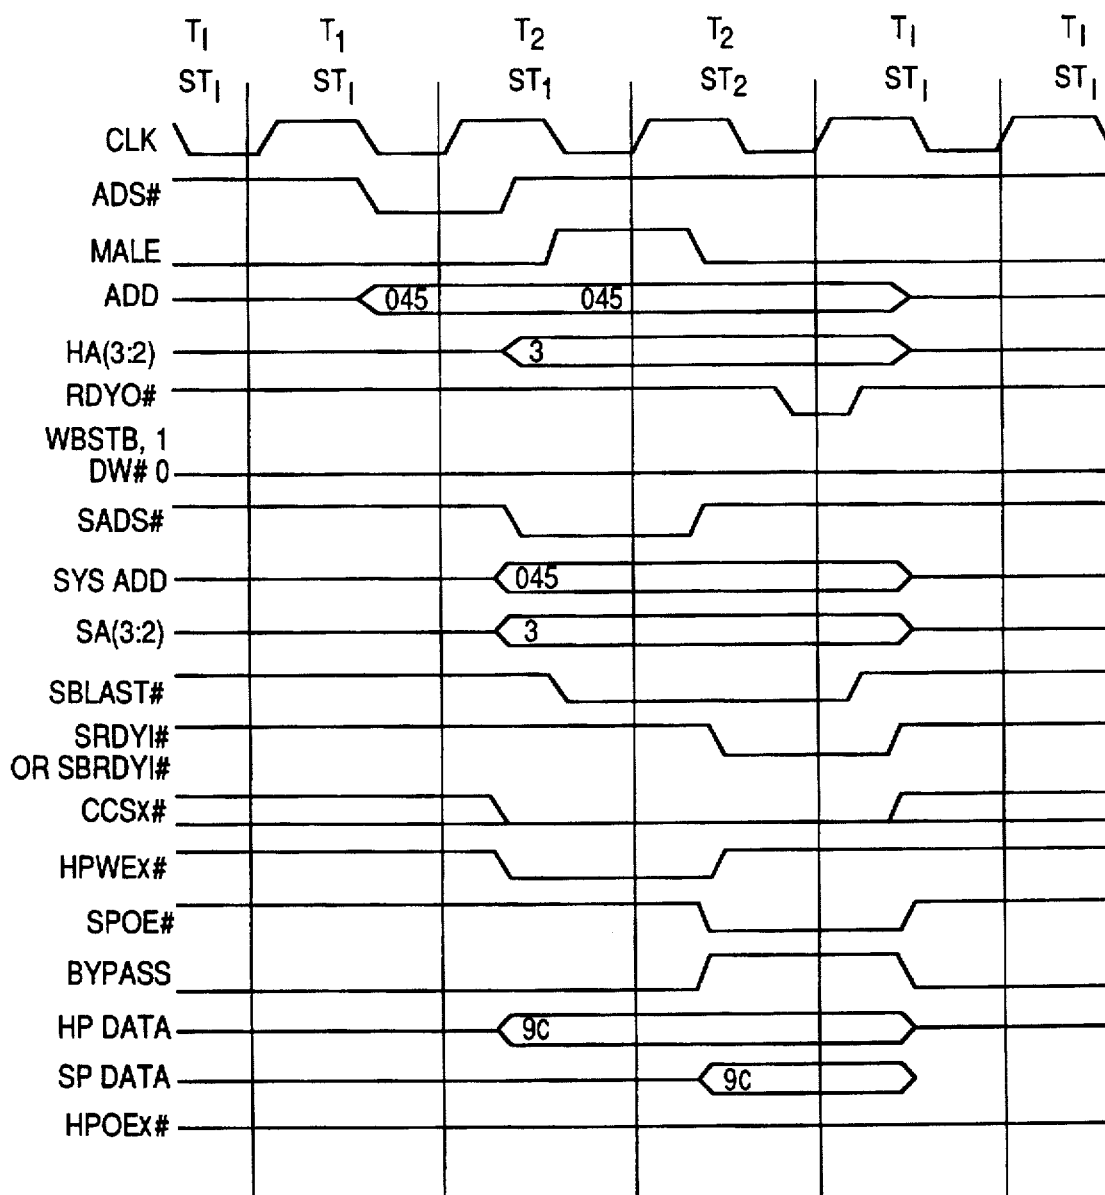 T_I T_1 T_2 T_2 T_I T_I
ST_I ST_I ST_1 ST_2 ST_I ST_I
CLK
ADS#
MALE
ADD 045 045
HA(3:2) 3
RDYO#
WBSTB, 1
DW# 0
SADS#
SYS ADD 045
SA(3:2) 3
SBLAST#
SRDYI#
OR SBRDYI#
CCSX#
HPWEX#
SPOE#
BYPASS
HP DATA 9C
SP DATA 9C
HPOEX#